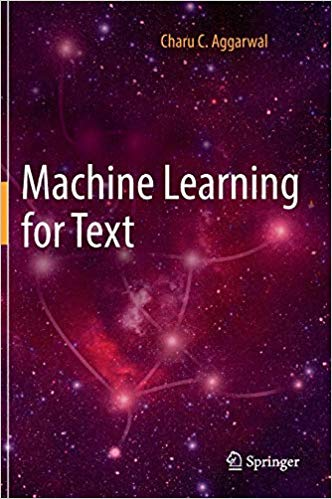 Charu C. Aggarwal
Machine Learning
for Text
Springer